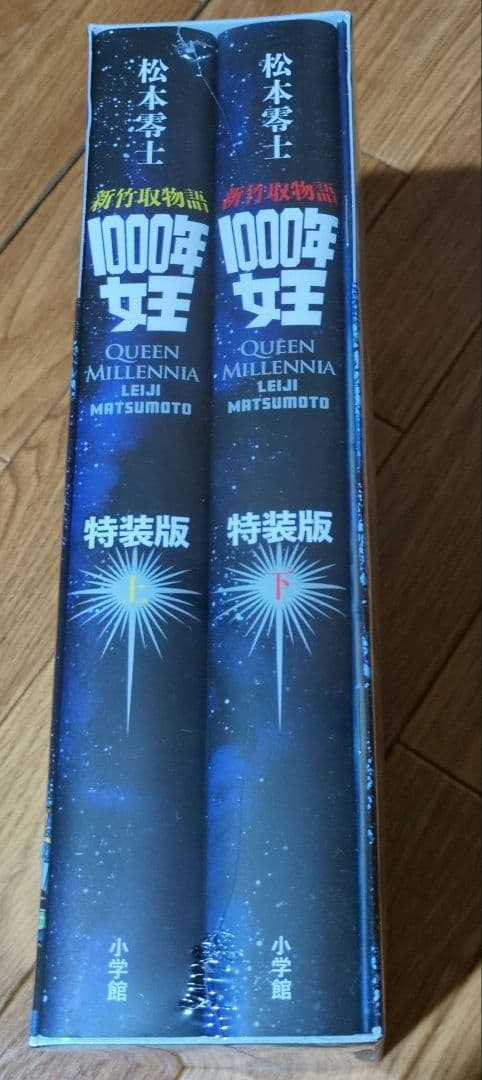 松本零士
新竹取物語
1000年
女王
QUEEN
MILLENNIA
LEIJI
MATSUMOTO
特装版
上
小学館
松本零士
新竹取物語
1000年
女王
QUEEN
MILLENNIA
LEIJI
MATSUMOTO
特装版
下
小学館